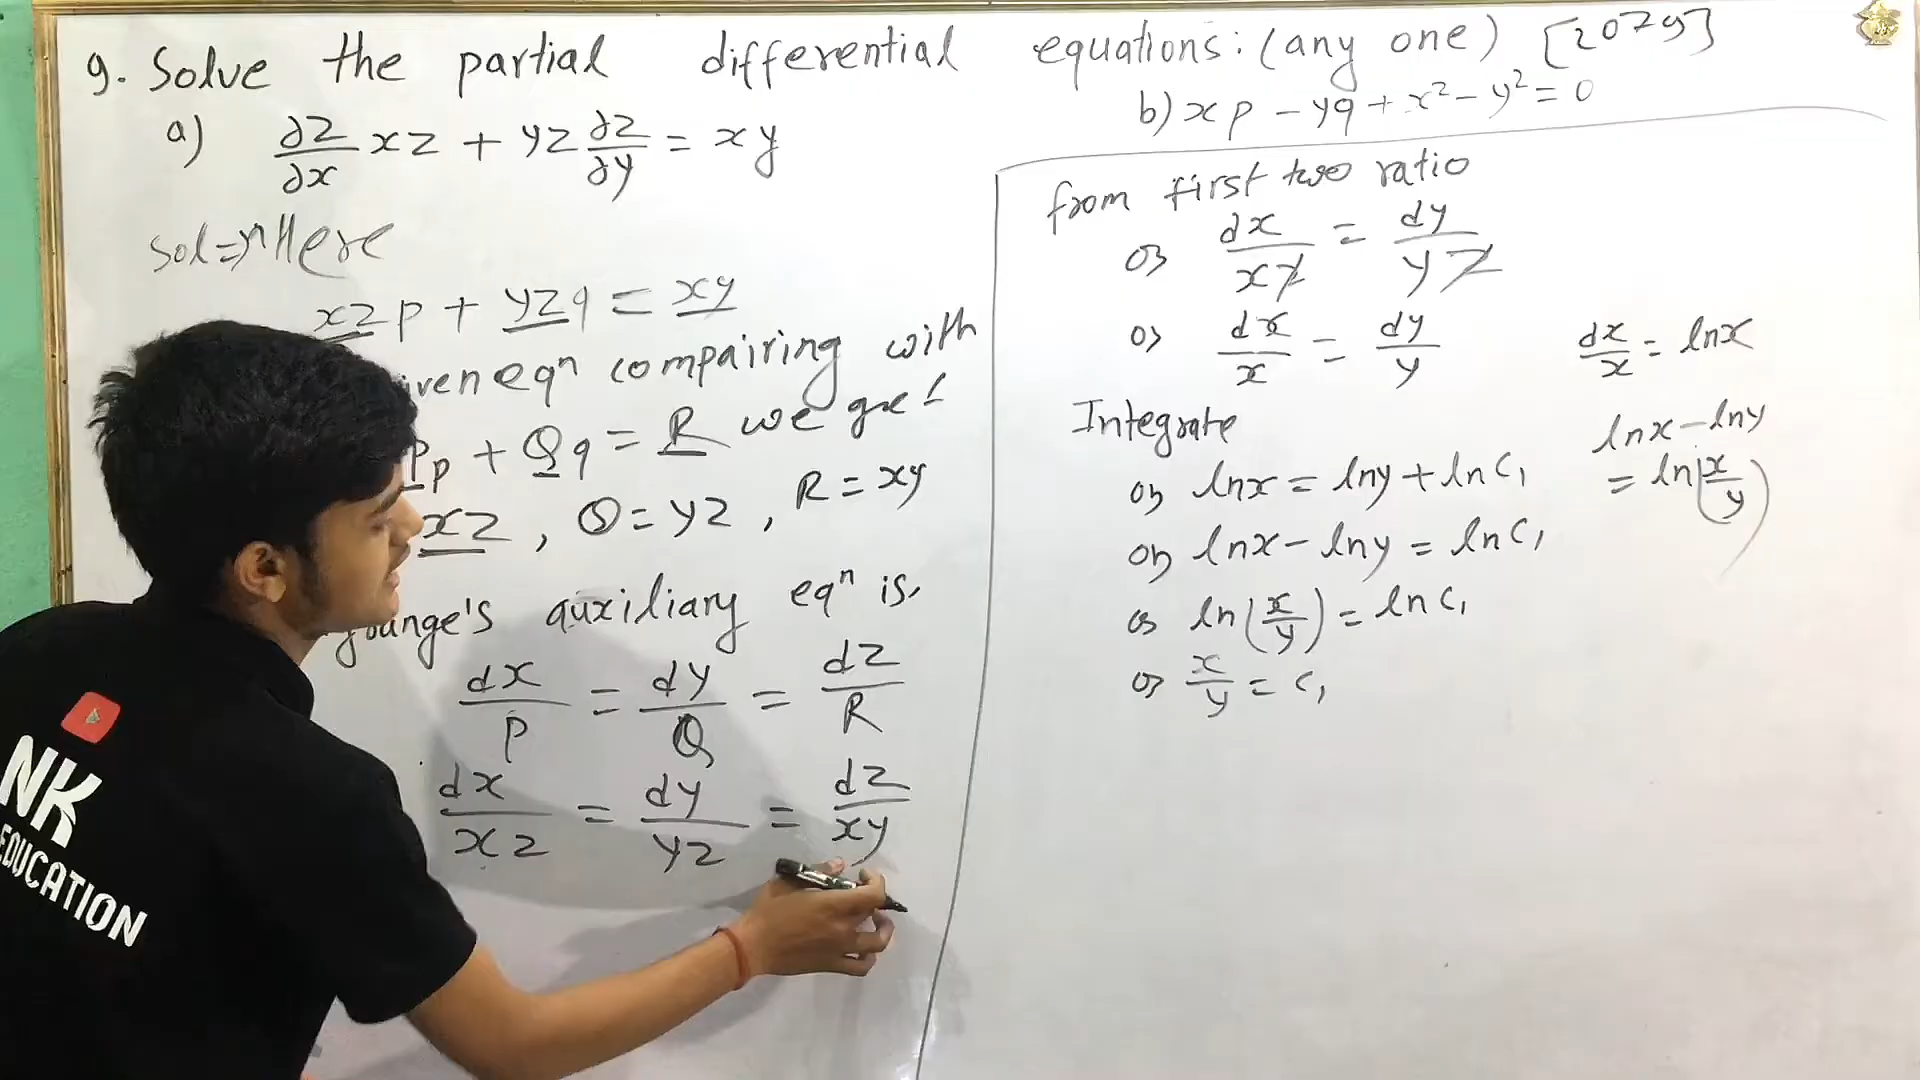 9. Solve the partial differential equations: (any one) [2079]
a) ∂z/∂x xz + yz ∂z/∂y = xy
b) xp - yq + x² - y² = 0
Solⁿ⇒ Here
xzp + yzq = xy
iven eqⁿ compairing with
Pp + Qq = R we get
xz, Q = yz, R = xy
grange's auxiliary eqⁿ is,
dx/P = dy/Q = dz/R
dx/xz = dy/yz = dz/xy
from first two ratio
or dx/xz = dy/yz
or dx/x = dy/y
dx/x = lnx
Integrate
lnx - lny
= ln(x/y)
or lnx = lny + lnC₁
or lnx - lny = lnC₁
or ln(x/y) = lnC₁
or x/y = C₁
NK
EDUCATION